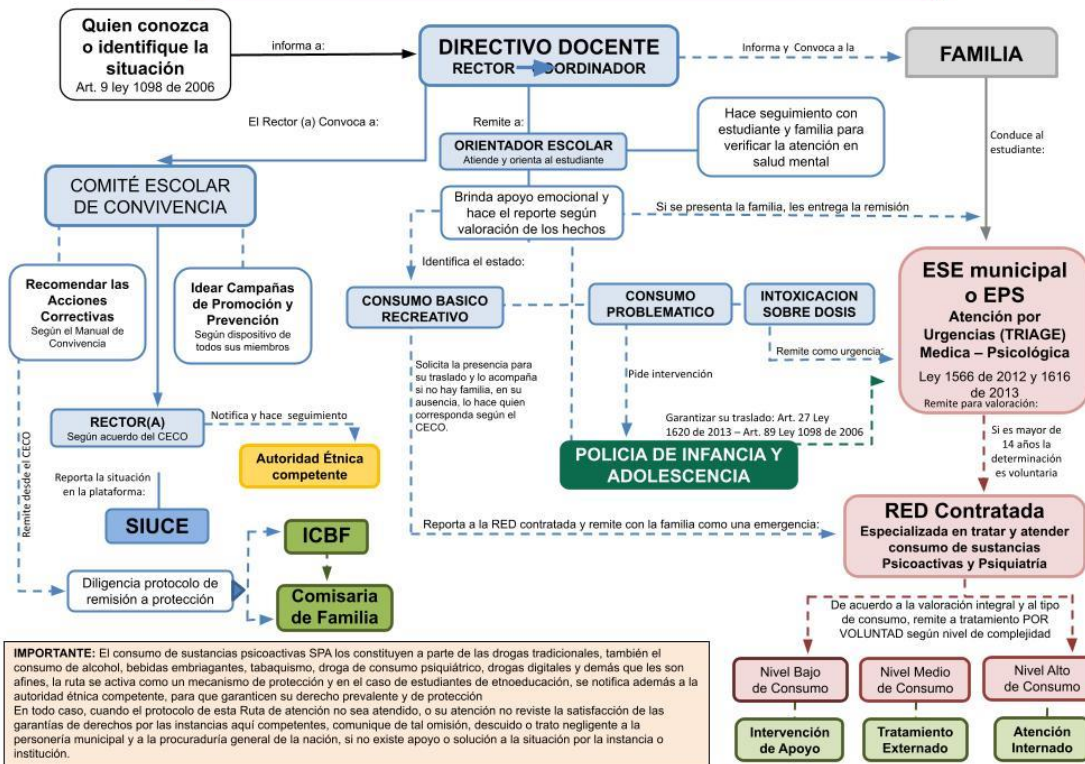 Quien conozca
o identifique la
situación
Art. 9 ley 1098 de 2006
informa a:
DIRECTIVO DOCENTE
RECTOR OORDINADOR
Informa y Convoca a la
FAMILIA
El Rector (a) Convoca a:
Remite a:
ORIENTADOR ESCOLAR
Atiende y orienta al estudiante
Hace seguimiento con
estudiante y familia para
verificar la atención en
salud mental
Conduce al
estudiante:
COMITÉ ESCOLAR
DE CONVIVENCIA
Brinda apoyo emocional y
hace el reporte según
valoración de los hechos
Si se presenta la familia, les entrega la remisión
Identifica el estado:
Recomendar las
Acciones
Correctivas
Según el Manual de
Convivencia
Idear Campañas
de Promoción y
Prevención
Según dispositivo de
todos sus miembros
CONSUMO BASICO
RECREATIVO
CONSUMO
PROBLEMATICO
INTOXICACION
SOBRE DOSIS
ESE municipal
o EPS
Atención por
Urgencias (TRIAGE)
Medica – Psicológica
Ley 1566 de 2012 y 1616
de 2013
Remite para valoración:
Remite como urgencia:
Solicita la presencia para
su traslado y lo acompaña
si no hay familia, en su
ausencia, lo hace quien
corresponda según el
CECO.
Pide intervención
Garantizar su traslado: Art. 27 Ley
1620 de 2013 – Art. 89 Ley 1098 de 2006
POLICIA DE INFANCIA Y
ADOLESCENCIA
Si es mayor de
14 años la
determinación
es voluntaria
RECTOR(A)
Según acuerdo del CECO
Notifica y hace seguimiento
Autoridad Étnica
competente
Remite desde el CECO
Reporta la situación
en la plataforma:
SIUCE
ICBF
Reporta a la RED contratada y remite con la familia como una emergencia:
RED Contratada
Especializada en tratar y atender
consumo de sustancias
Psicoactivas y Psiquiatría
Diligencia protocolo de
remisión a protección
Comisaria
de Familia
De acuerdo a la valoración integral y al tipo
de consumo, remite a tratamiento POR
VOLUNTAD según nivel de complejidad
IMPORTANTE: El consumo de sustancias psicoactivas SPA los constituyen a parte de las drogas tradicionales, también el
consumo de alcohol, bebidas embriagantes, tabaquismo, droga de consumo psiquiátrico, drogas digitales y demás que les son
afines, la ruta se activa como un mecanismo de protección y en el caso de estudiantes de etnoeducación, se notifica además a la
autoridad étnica competente, para que garanticen su derecho prevalente y de protección
En todo caso, cuando el protocolo de esta Ruta de atención no sea atendido, o su atención no reviste la satisfacción de las
garantías de derechos por las instancias aquí competentes, comunique de tal omisión, descuido o trato negligente a la
personería municipal y a la procuraduría general de la nación, si no existe apoyo o solución a la situación por la instancia o
institución.
Nivel Bajo
de Consumo
Nivel Medio
de Consumo
Nivel Alto
de Consumo
Intervención
de Apoyo
Tratamiento
Externado
Atención
Internado